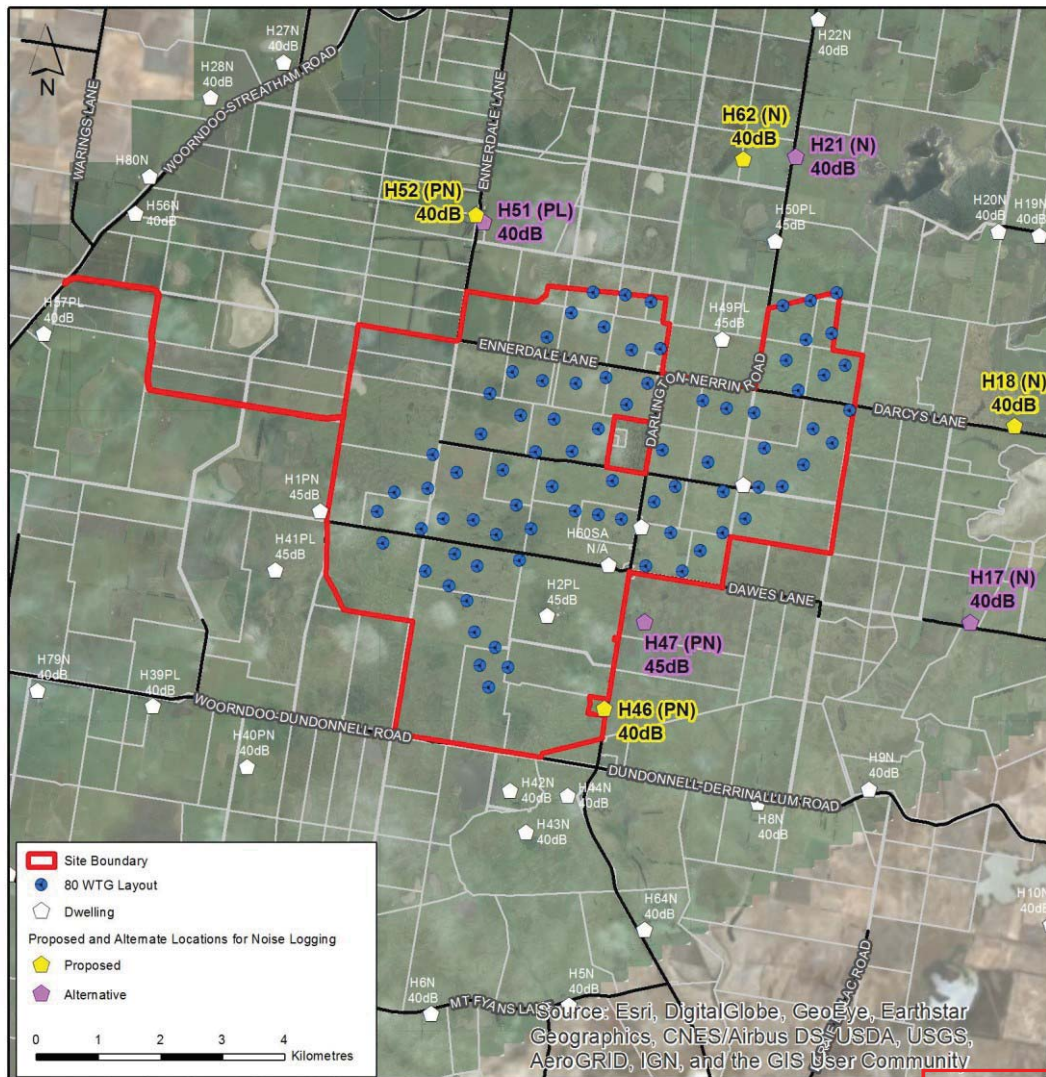 H22N
40dB
H27N
40dB
H28N
40dB
WOORNDOO-STREATHAM ROAD
WARINGS LANE
ENNERDALE LANE
N
H62 (N)
40dB
H21 (N)
40dB
H80N
H56N
40dB
H52 (PN)
40dB
H51 (PL)
40dB
H50PL
45dB
H20N
40dB
H19N
40dB
40dB
H49PL
45dB
ENNERDALE LANE
DARLINGTON-NERRIN ROAD
DARCYS LANE
H18 (N)
40dB
H1PN
45dB
H41PL
45dB
H60SA
N/A
H2PL
45dB
DAWES LANE
H17 (N)
40dB
H47 (PN)
45dB
H79N
40dB
H39PL
40dB
WOORNDOO-DUNDONNELL ROAD
H46 (PN)
40dB
H40PN
40dB
H42N
40dB
H44N
40dB
H43N
40dB
DUNDONNELL-DERRINALLUM ROAD
H9N
40dB
H8N
40dB
H10N
40dB
H64N
40dB
H6N
40dB
H5N
40dB
MT FYANS LANE
Site Boundary
80 WTG Layout
Dwelling
Proposed and Alternate Locations for Noise Logging
Proposed
Alternative
0 1 2 3 4
Kilometres
Source: Esri, DigitalGlobe, GeoEye, Earthstar
Geographics, CNES/Airbus DS, USDA, USGS,
AeroGRID, IGN, and the GIS User Community